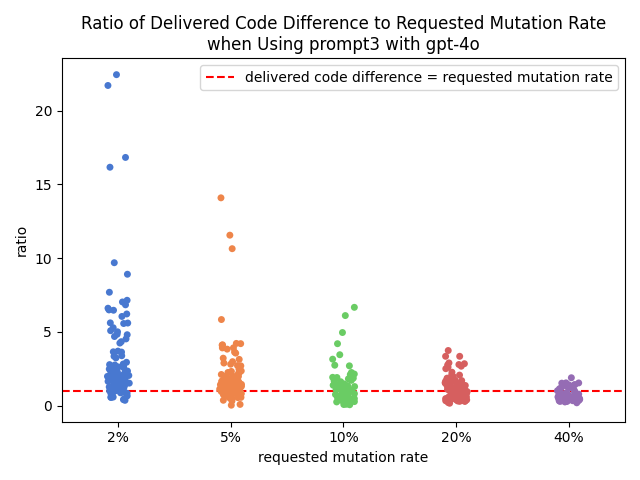 Ratio of Delivered Code Difference to Requested Mutation Rate
when Using prompt3 with gpt-4o
delivered code difference = requested mutation rate
ratio
20
15
10
5
0
2%
5%
10%
20%
40%
requested mutation rate